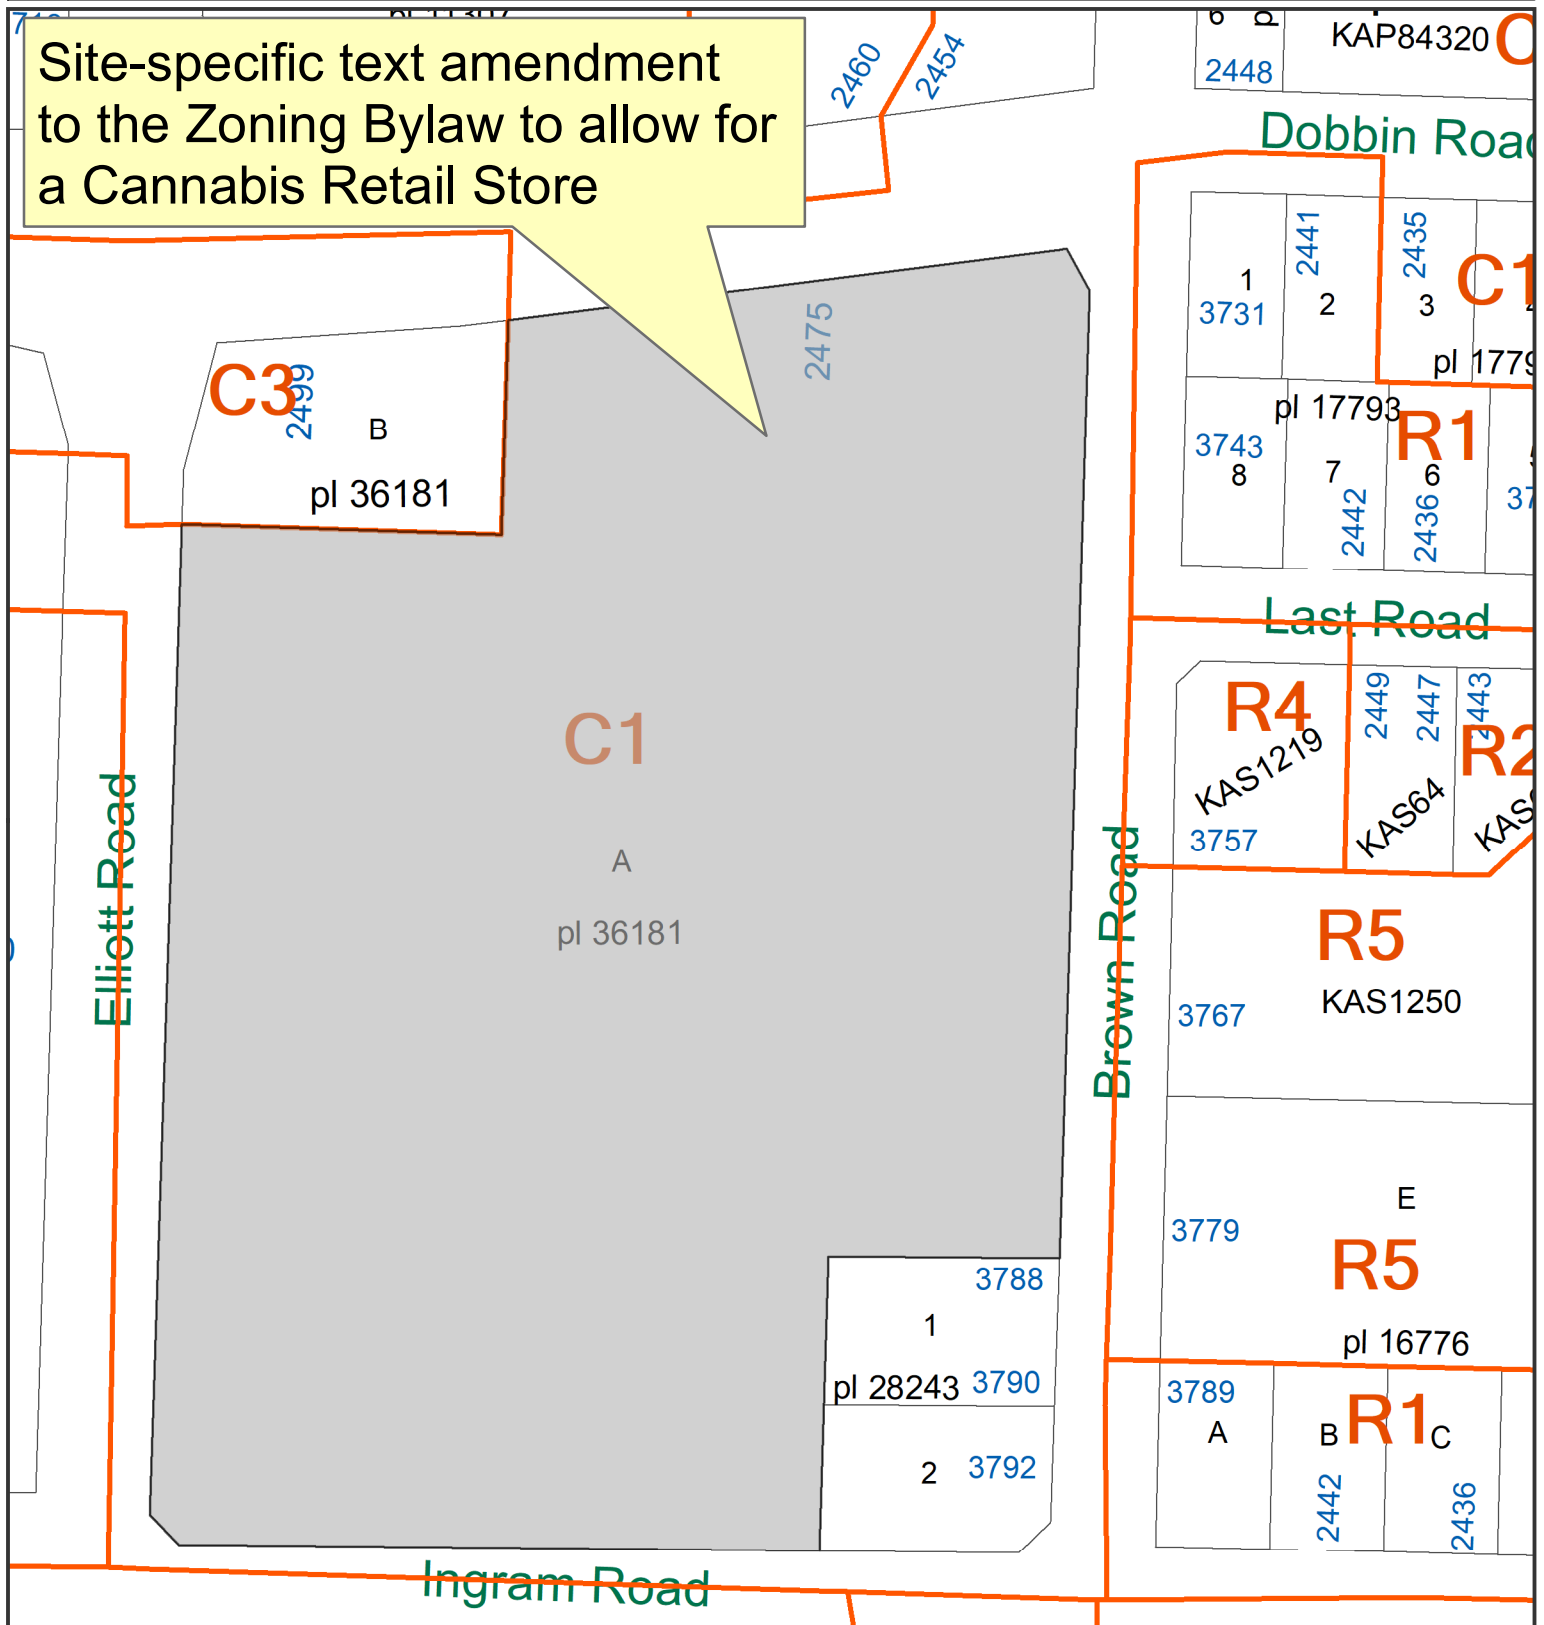 Site-specific text amendment
to the Zoning Bylaw to allow for
a Cannabis Retail Store
2460
2454
2448
KAP84320
Dobbin Road
2475
C3
2499
B
pl 36181
1
3731
2441
2
2435
3
C1
pl 17793
3743
8
7
2442
R1
6
2436
Last Road
R4
KAS1219
3757
2449
2447
KAS64
2443
R2
C1
A
pl 36181
Elliott Road
Brown Road
R5
KAS1250
3767
E
3779
R5
pl 16776
3788
1
pl 28243 3790
2 3792
3789
A
B
R1
C
2442
2436
Ingram Road